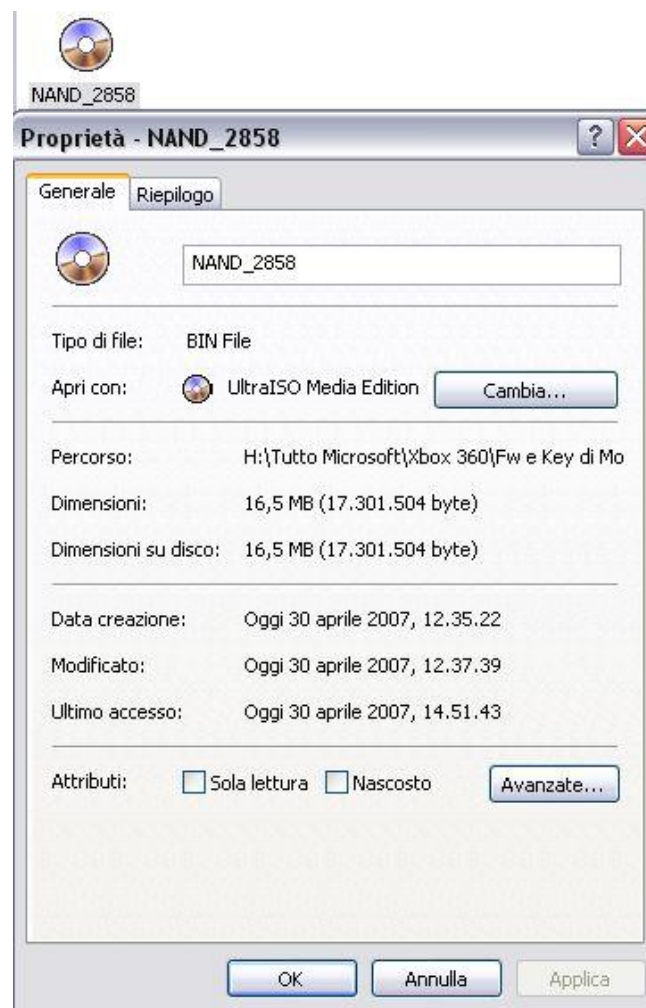 NAND_2858
Proprietà - NAND_2858
Generale Riepilogo
NAND_2858
Tipo di file: BIN File
Apri con: UltraISO Media Edition Cambia...
Percorso: H:\Tutto Microsoft\Xbox 360\Fw e Key di Mo
Dimensioni: 16,5 MB (17.301.504 byte)
Dimensioni su disco: 16,5 MB (17.301.504 byte)
Data creazione: Oggi 30 aprile 2007, 12.35.22
Modificato: Oggi 30 aprile 2007, 12.37.39
Ultimo accesso: Oggi 30 aprile 2007, 14.51.43
Attributi: Sola lettura Nascosto Avanzate...
OK Annulla Applica